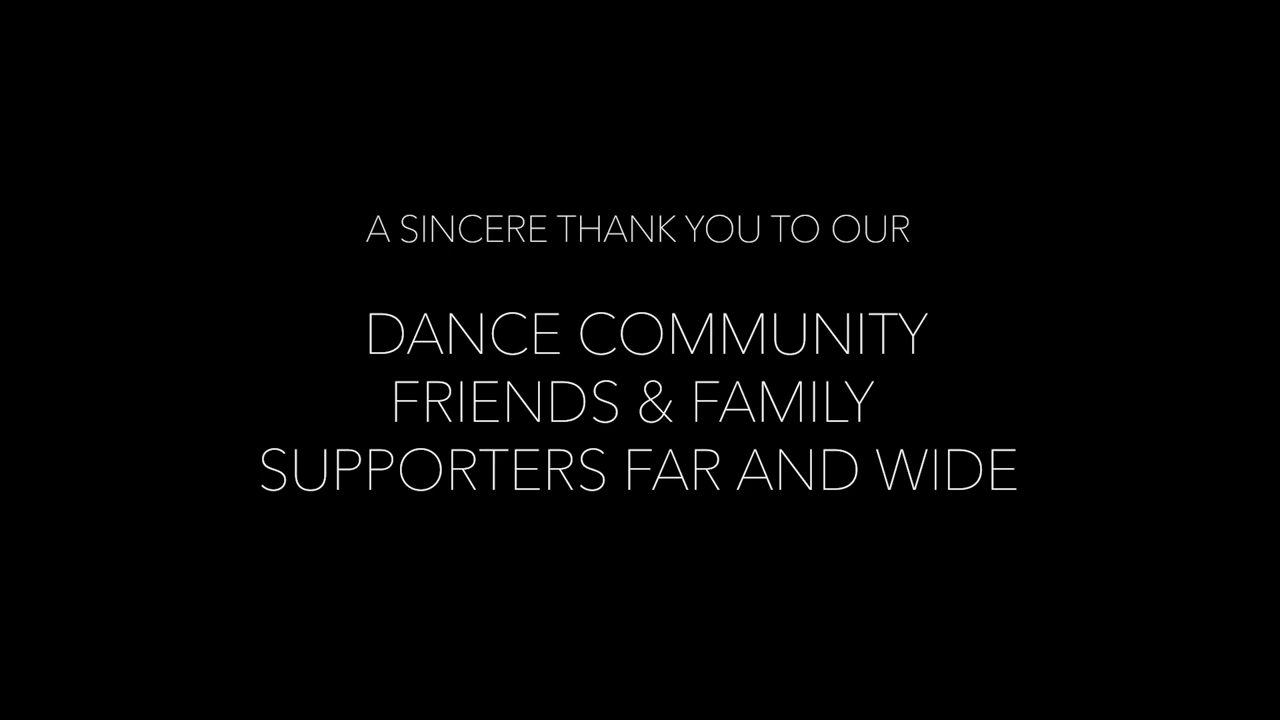 A SINCERE THANK YOU TO OUR
DANCE COMMUNITY
FRIENDS & FAMILY
SUPPORTERS FAR AND WIDE